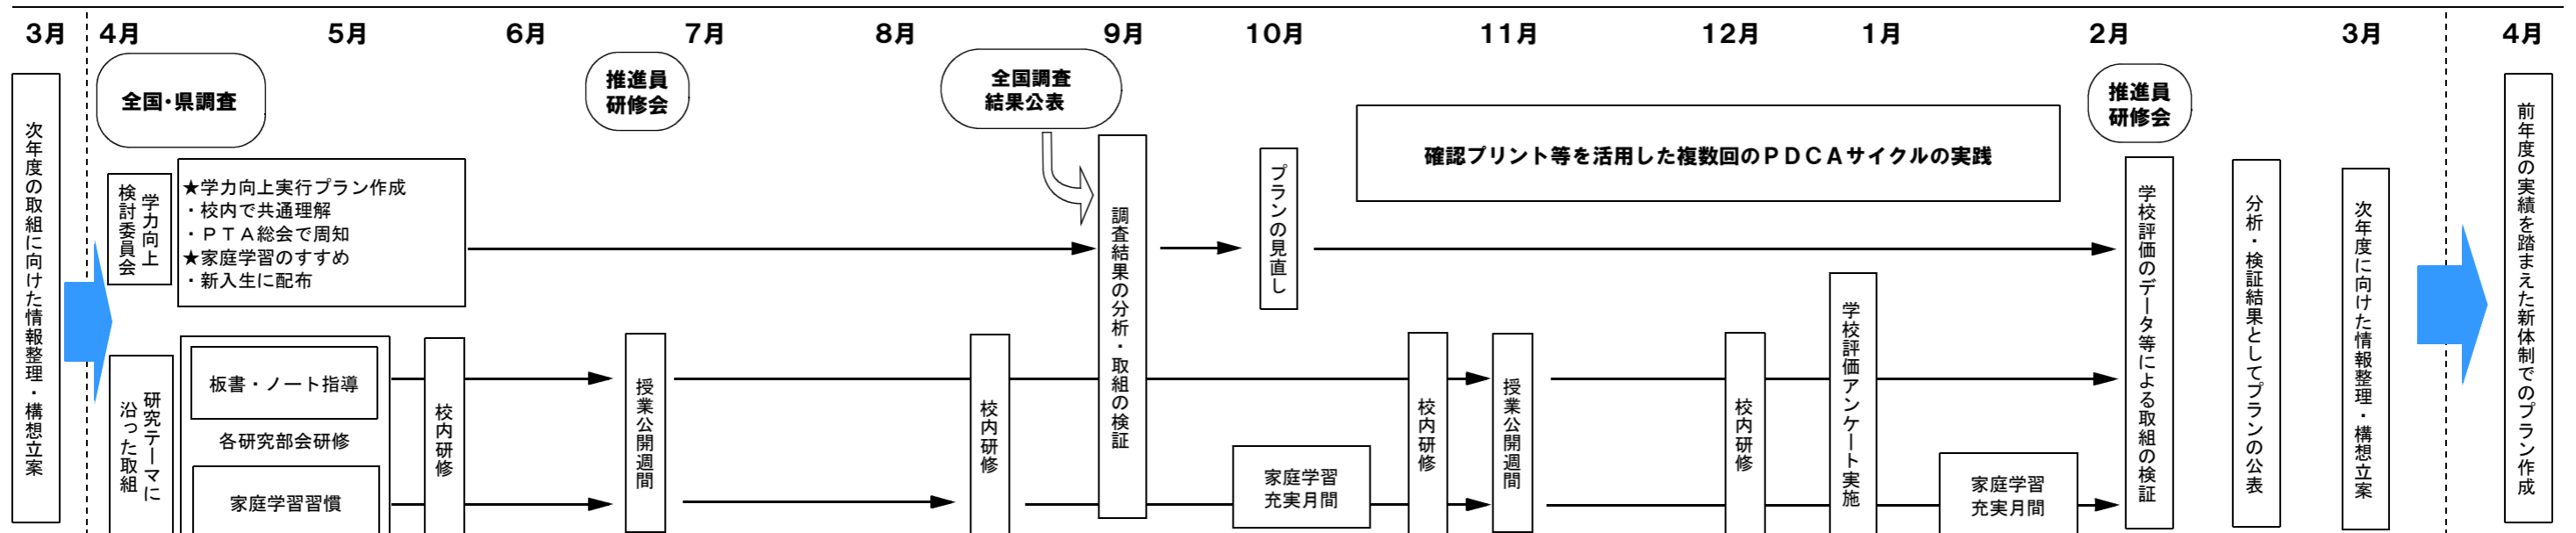 3月 4月 5月 6月 7月 8月 9月 10月 11月 12月 1月 2月 3月 4月
次年度の取組に向けた情報整理・構想立案
全国・県調査
学力向上
検討委員会
★学力向上実行プラン作成
・校内で共通理解
・ＰＴＡ総会で周知
★家庭学習のすすめ
・新入生に配布
研究テーマに
沿った取組
板書・ノート指導
各研究部会研修
家庭学習習慣
校内研修
推進員
研修会
授業公開週間
全国調査
結果公表
校内研修
調査結果の分析・取組の検証
プランの見直し
家庭学習
充実月間
確認プリント等を活用した複数回のＰＤＣＡサイクルの実践
校内研修
授業公開週間
校内研修
学校評価アンケート実施
家庭学習
充実月間
推進員
研修会
学校評価のデータ等による取組の検証
分析・検証結果としてプランの公表
次年度に向けた情報整理・構想立案
前年度の実績を踏まえた新体制でのプラン作成